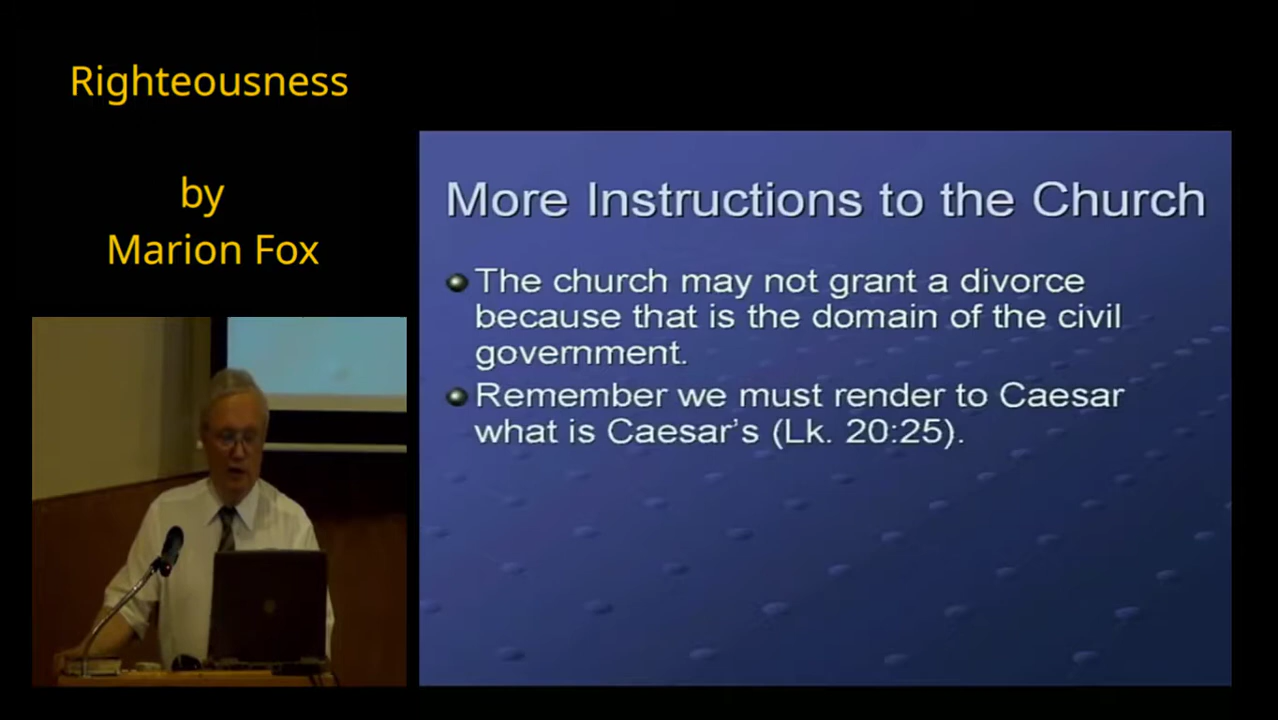 Righteousness
by
Marion Fox
More Instructions to the Church
The church may not grant a divorce
because that is the domain of the civil
government.
Remember we must render to Caesar
what is Caesar's (Lk. 20:25).